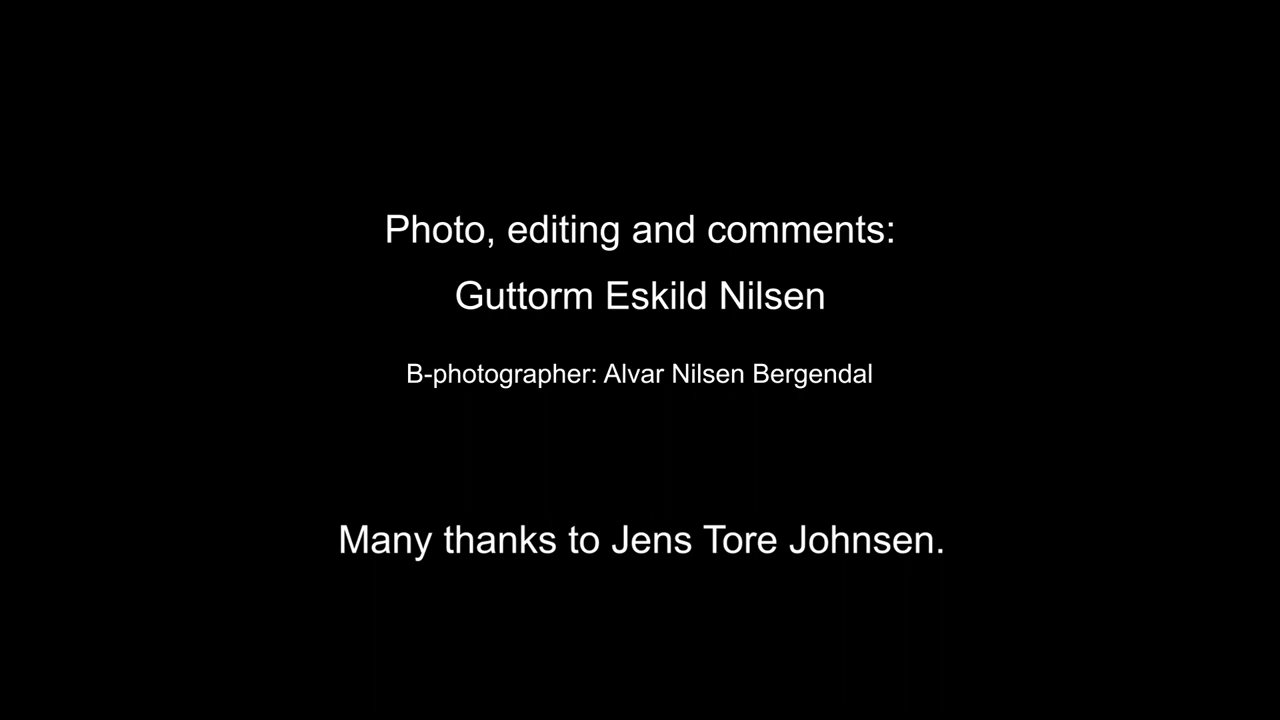 Photo, editing and comments:
Guttorm Eskild Nilsen
B-photographer: Alvar Nilsen Bergendal
Many thanks to Jens Tore Johnsen.